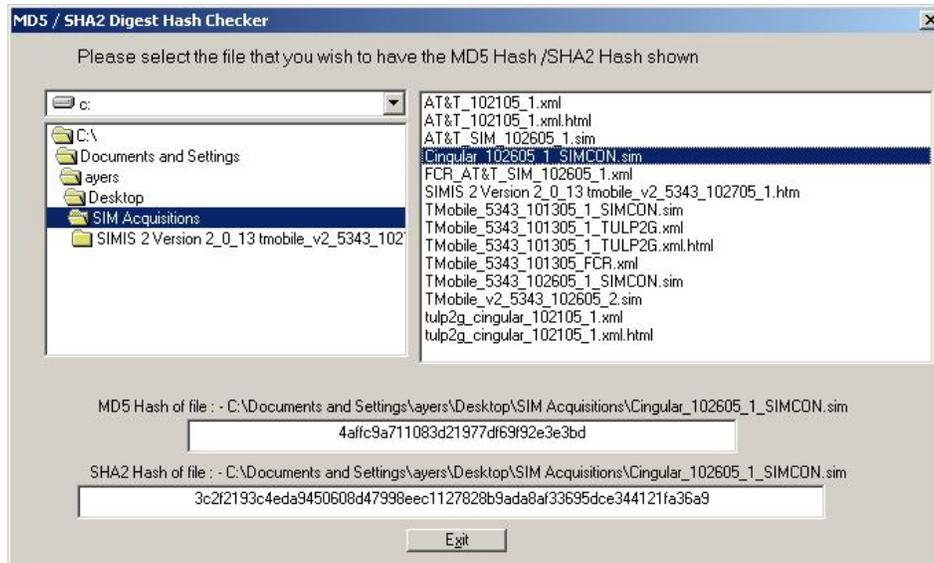 MD5 / SHA2 Digest Hash Checker
Please select the file that you wish to have the MD5 Hash /SHA2 Hash shown
c:
C:\
Documents and Settings
ayers
Desktop
SIM Acquisitions
SIMIS 2 Version 2_0_13 tmobile_v2_5343_102
AT&T_102105_1.xml
AT&T_102105_1.xml.html
AT&T_SIM_102605_1.sim
Cingular_102605_1_SIMCON.sim
FCR_AT&T_SIM_102605_1.xml
SIMIS 2 Version 2_0_13 tmobile_v2_5343_102705_1.htm
TMobile_5343_101305_1_SIMCON.sim
TMobile_5343_101305_1_TULP2G.xml
TMobile_5343_101305_1_TULP2G.xml.html
TMobile_5343_101305_FCR.xml
TMobile_5343_102605_1_SIMCON.sim
TMobile_v2_5343_102605_2.sim
tulp2g_cingular_102105_1.xml
tulp2g_cingular_102105_1.xml.html
MD5 Hash of file : - C:\Documents and Settings\ayers\Desktop\SIM Acquisitions\Cingular_102605_1_SIMCON.sim
4affc9a711083d21977df69f92e3e3bd
SHA2 Hash of file : - C:\Documents and Settings\ayers\Desktop\SIM Acquisitions\Cingular_102605_1_SIMCON.sim
3c2f2193c4eda9450608d47998eec1127828b9ada8af33695dce344121fa36a9
Exit